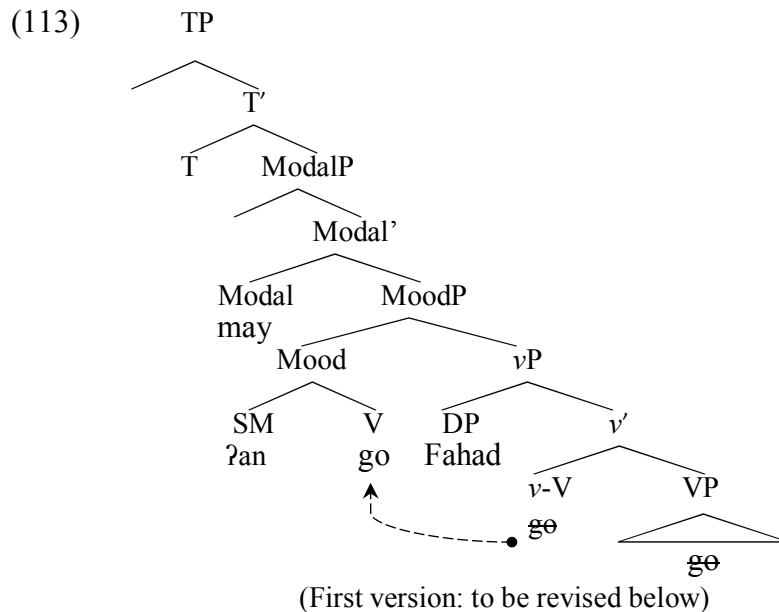 (113) TP
T′
T ModalP
Modal’
Modal MoodP
may
Mood vP
SM V DP v′
ʔan go Fahad
v-V VP
go
go
(First version: to be revised below)